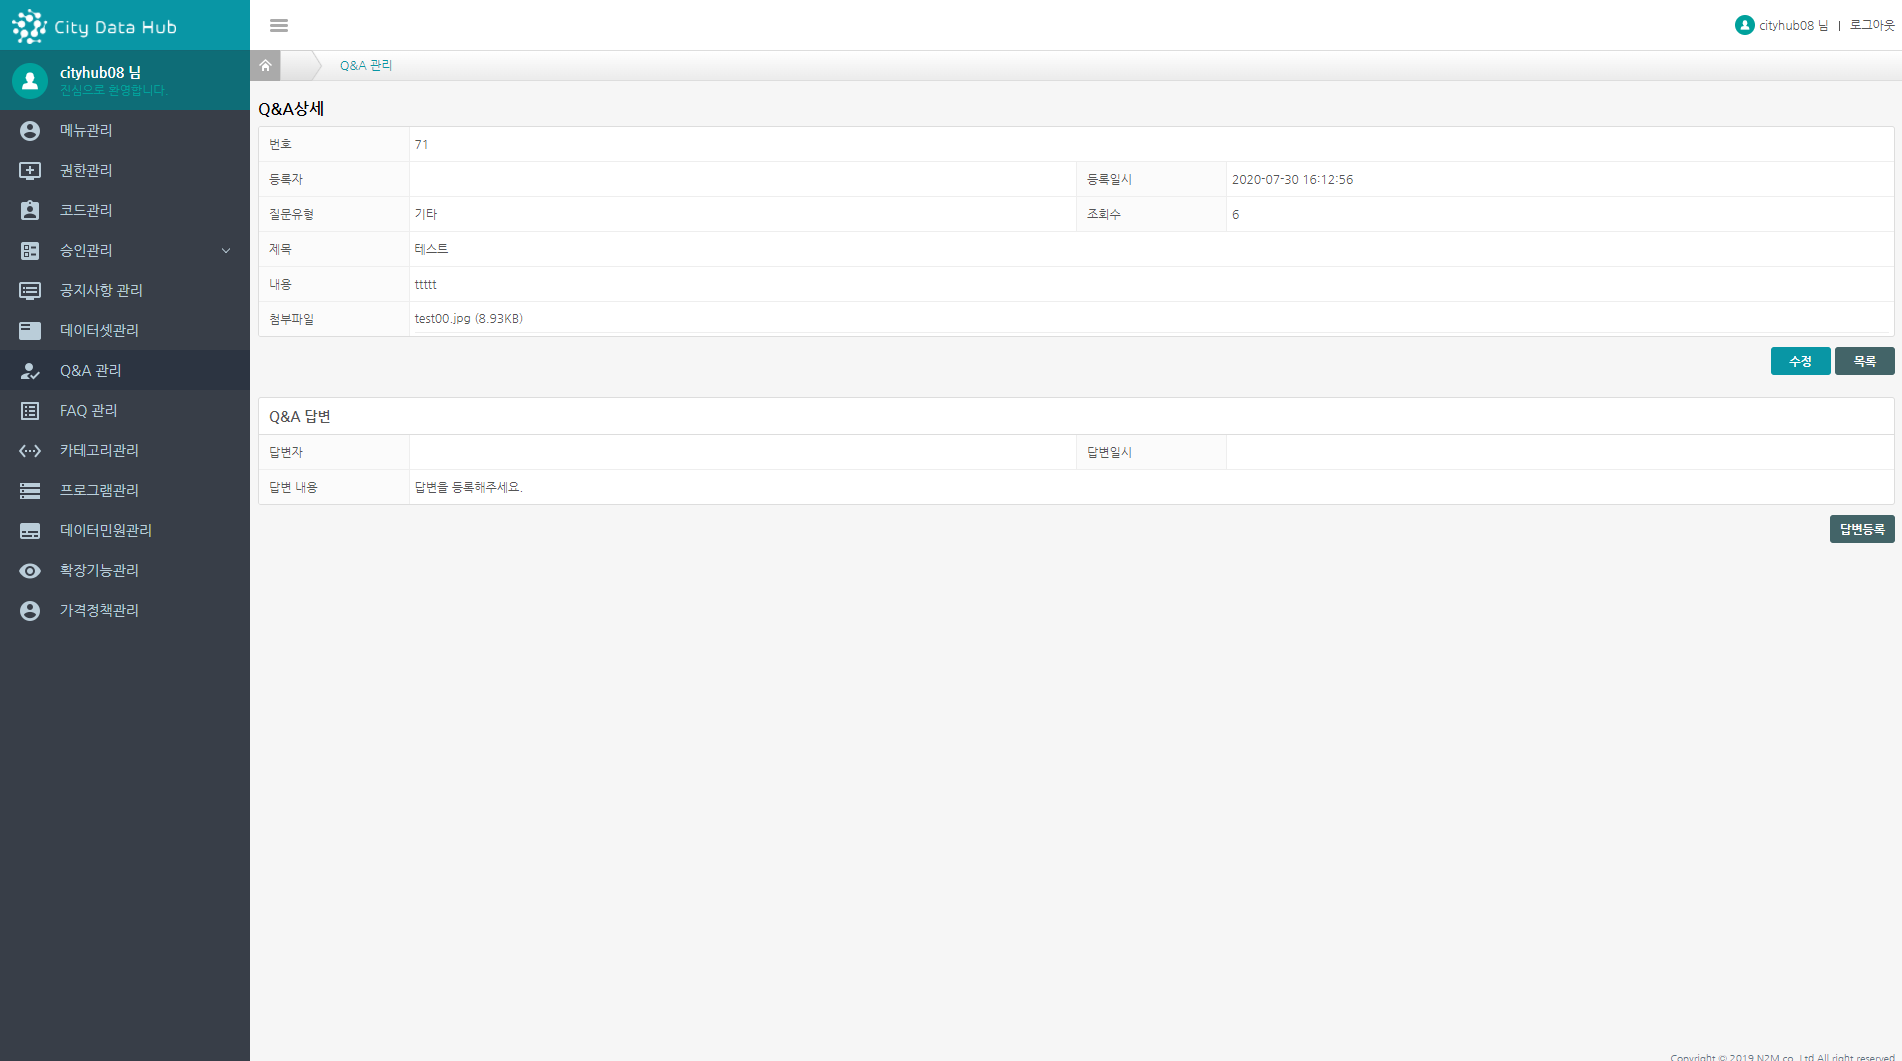 City Data Hub
cityhub08 님 | 로그아웃
cityhub08 님
진심으로 환영합니다.
메뉴관리
권한관리
코드관리
승인관리
공지사항 관리
데이터셋관리
Q&A 관리
FAQ 관리
카테고리관리
프로그램관리
데이터민원관리
확장기능관리
가격정책관리
Q&A 관리
Q&A상세
번호 71
등록자 등록일시 2020-07-30 16:12:56
질문유형 기타 조회수 6
제목 테스트
내용 ttttt
첨부파일 test00.jpg (8.93KB)
수정 목록
Q&A 답변
답변자 답변일시
답변 내용 답변을 등록해주세요.
답변등록
Copyright © 2019 N2M co. Ltd All right reserved